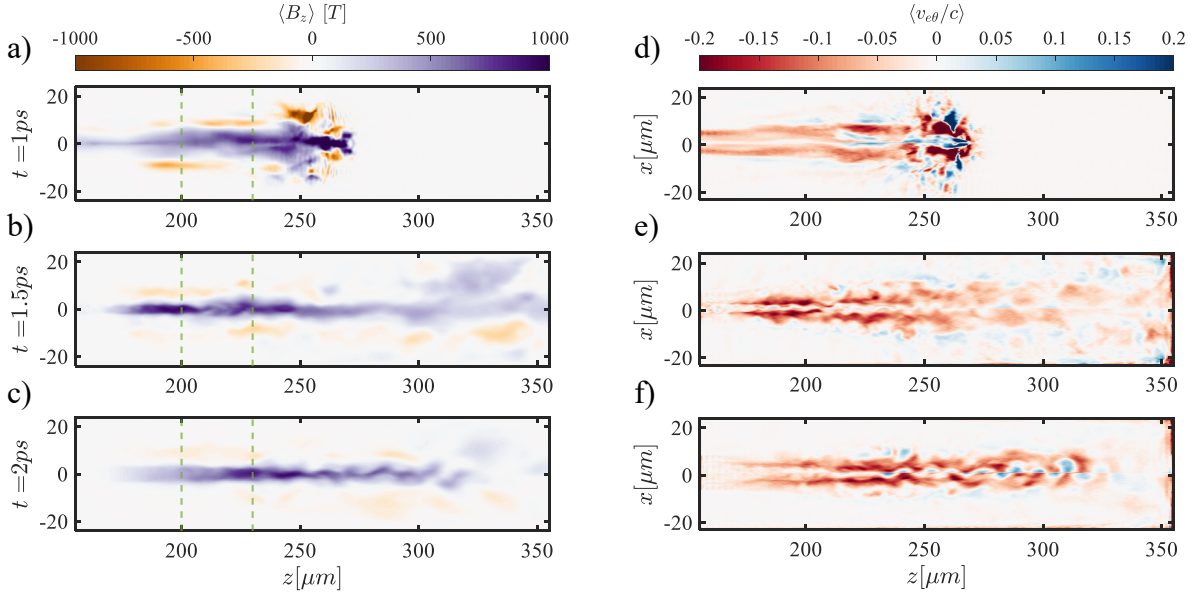 ⟨B_z⟩ [T]
-1000 -500 0 500 1000
⟨v_{eθ}/c⟩
-0.2 -0.15 -0.1 -0.05 0 0.05 0.1 0.15 0.2
a)
t = 1ps
20
0
-20
200 250 300 350
d)
x[μm]
20
0
-20
200 250 300 350
b)
t = 1.5ps
20
0
-20
200 250 300 350
e)
x[μm]
20
0
-20
200 250 300 350
c)
t = 2ps
20
0
-20
200 250 300 350
z[μm]
f)
x[μm]
20
0
-20
200 250 300 350
z[μm]